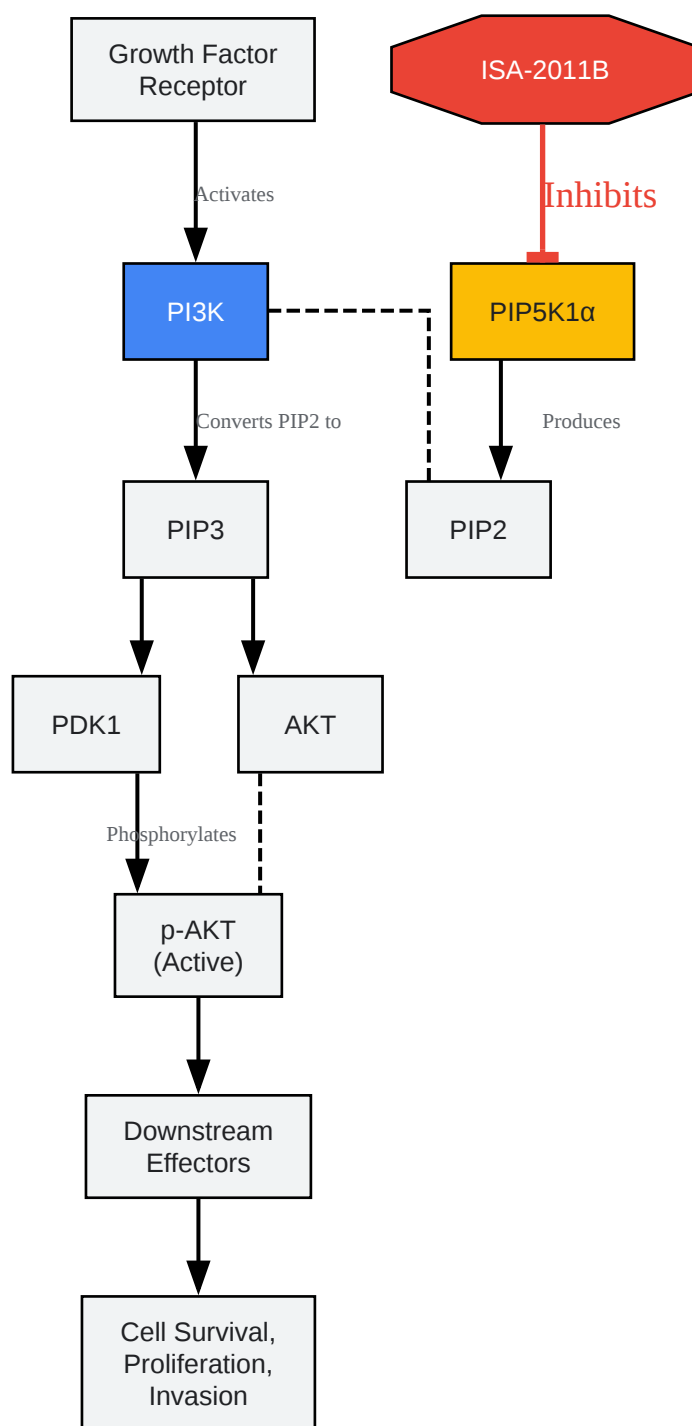 Growth Factor
Receptor
ISA-2011B
Activates
Inhibits
PI3K
PIP5K1α
Converts PIP2 to
Produces
PIP3
PIP2
PDK1
AKT
Phosphorylates
p-AKT
(Active)
Downstream
Effectors
Cell Survival,
Proliferation,
Invasion